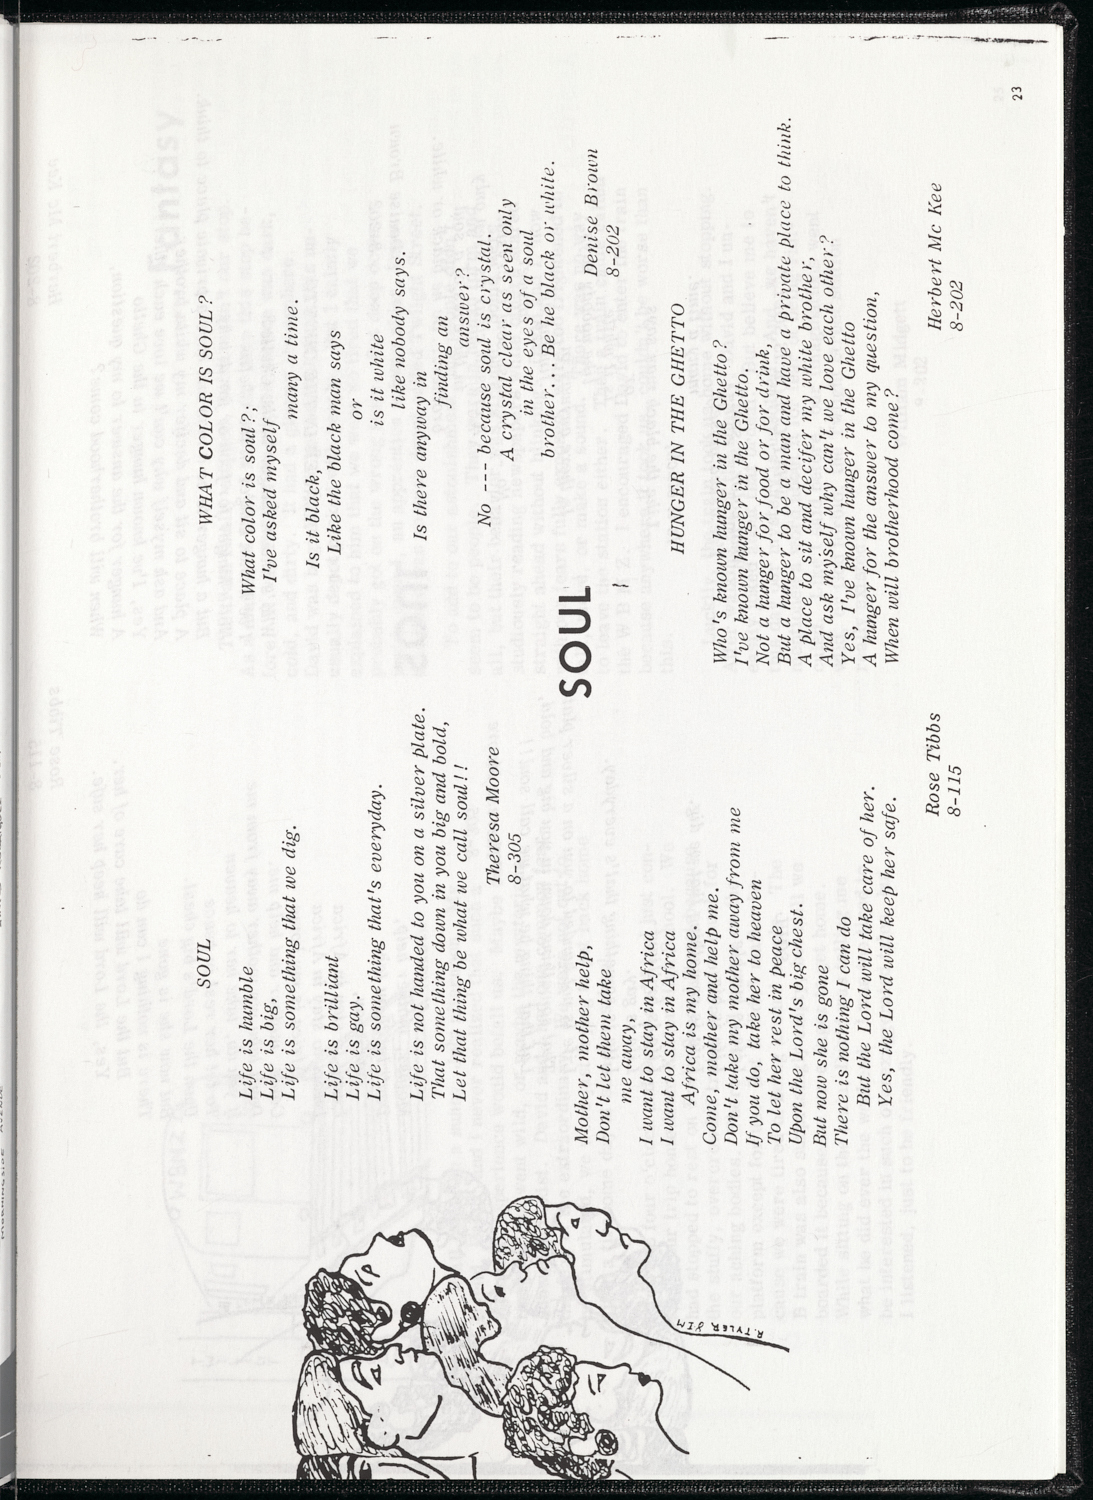 SOUL
Life is humble
Life is big,
Life is something that we dig.
Life is brilliant
Life is gay.
Life is something that's everyday.
Life is not handed to you on a silver plate.
That something down in you big and bold,
Let that thing be what we call soul!!
Theresa Moore
8-305
Mother, mother help,
Don't let them take
me away,
I want to stay in Africa
I want to stay in Africa
Africa is my home.
Come, mother and help me.
Don't take my mother away from me
If you do, take her to heaven
To let her rest in peace
Upon the Lord's big chest.
But now she is gone
There is nothing I can do
But the Lord will take care of her.
Yes, the Lord will keep her safe.
Rose Tibbs
8-115
SOUL
WHAT COLOR IS SOUL?
What color is soul?;
I've asked myself
many a time.
Is it black,
Like the black man says
or
is it white
like nobody says.
Is there anyway in
finding an
answer?
No ---- because soul is crystal.
A crystal clear as seen only
in the eyes of a soul
brother... Be he black or white.
Denise Brown
8-202
HUNGER IN THE GHETTO
Who's known hunger in the Ghetto?
I've known hunger in the Ghetto.
Not a hunger for food or for drink,
But a hunger to be a man and have a private place to think.
A place to sit and decifer my white brother,
And ask myself why can't we love each other?
Yes, I've known hunger in the Ghetto
A hunger for the answer to my question,
When will brotherhood come?
Herbert Mc Kee
8-202
R. TYLER JIM
23